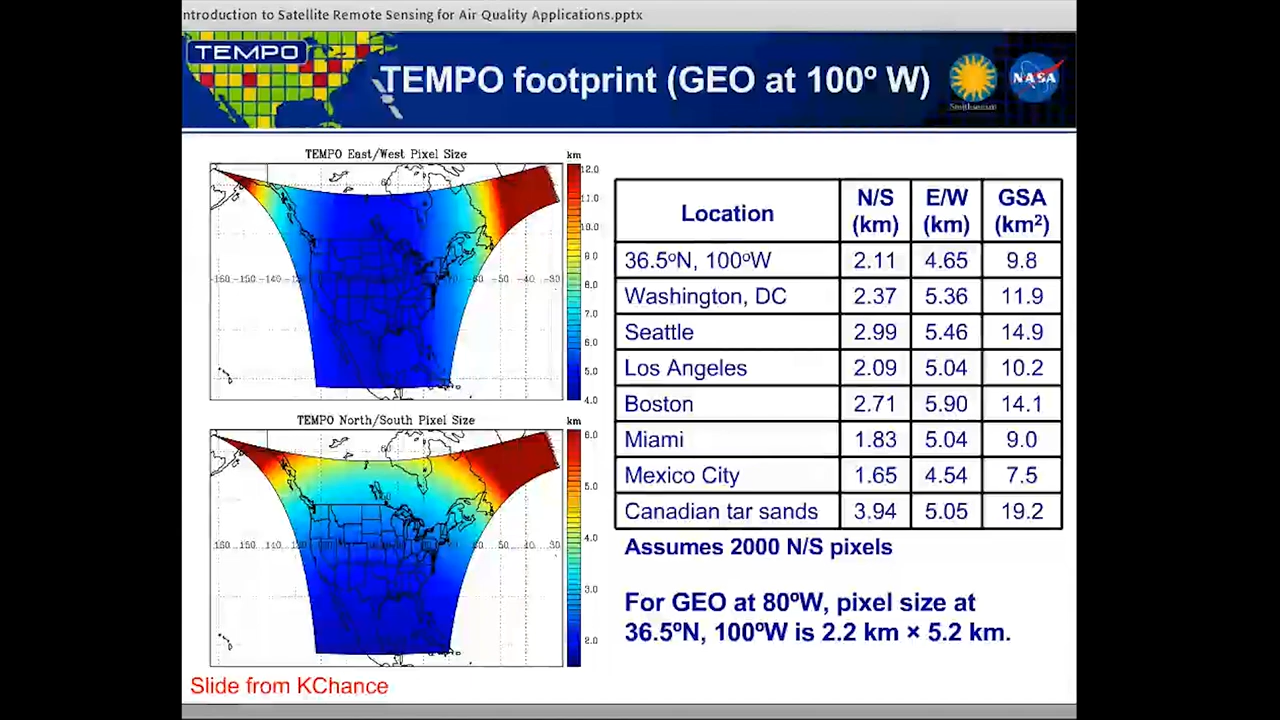 ntroduction to Satellite Remote Sensing for Air Quality Applications.pptx
TEMPO
TEMPO footprint (GEO at 100º W)
Smithsonian
NASA
TEMPO East/West Pixel Size
km
12.0
11.0
10.0
9.0
8.0
7.0
6.0
5.0
4.0
TEMPO North/South Pixel Size
km
6.0
5.0
4.0
3.0
2.0
Location N/S (km) E/W (km) GSA (km²)
36.5ºN, 100ºW 2.11 4.65 9.8
Washington, DC 2.37 5.36 11.9
Seattle 2.99 5.46 14.9
Los Angeles 2.09 5.04 10.2
Boston 2.71 5.90 14.1
Miami 1.83 5.04 9.0
Mexico City 1.65 4.54 7.5
Canadian tar sands 3.94 5.05 19.2
Assumes 2000 N/S pixels
For GEO at 80ºW, pixel size at
36.5ºN, 100ºW is 2.2 km × 5.2 km.
Slide from KChance